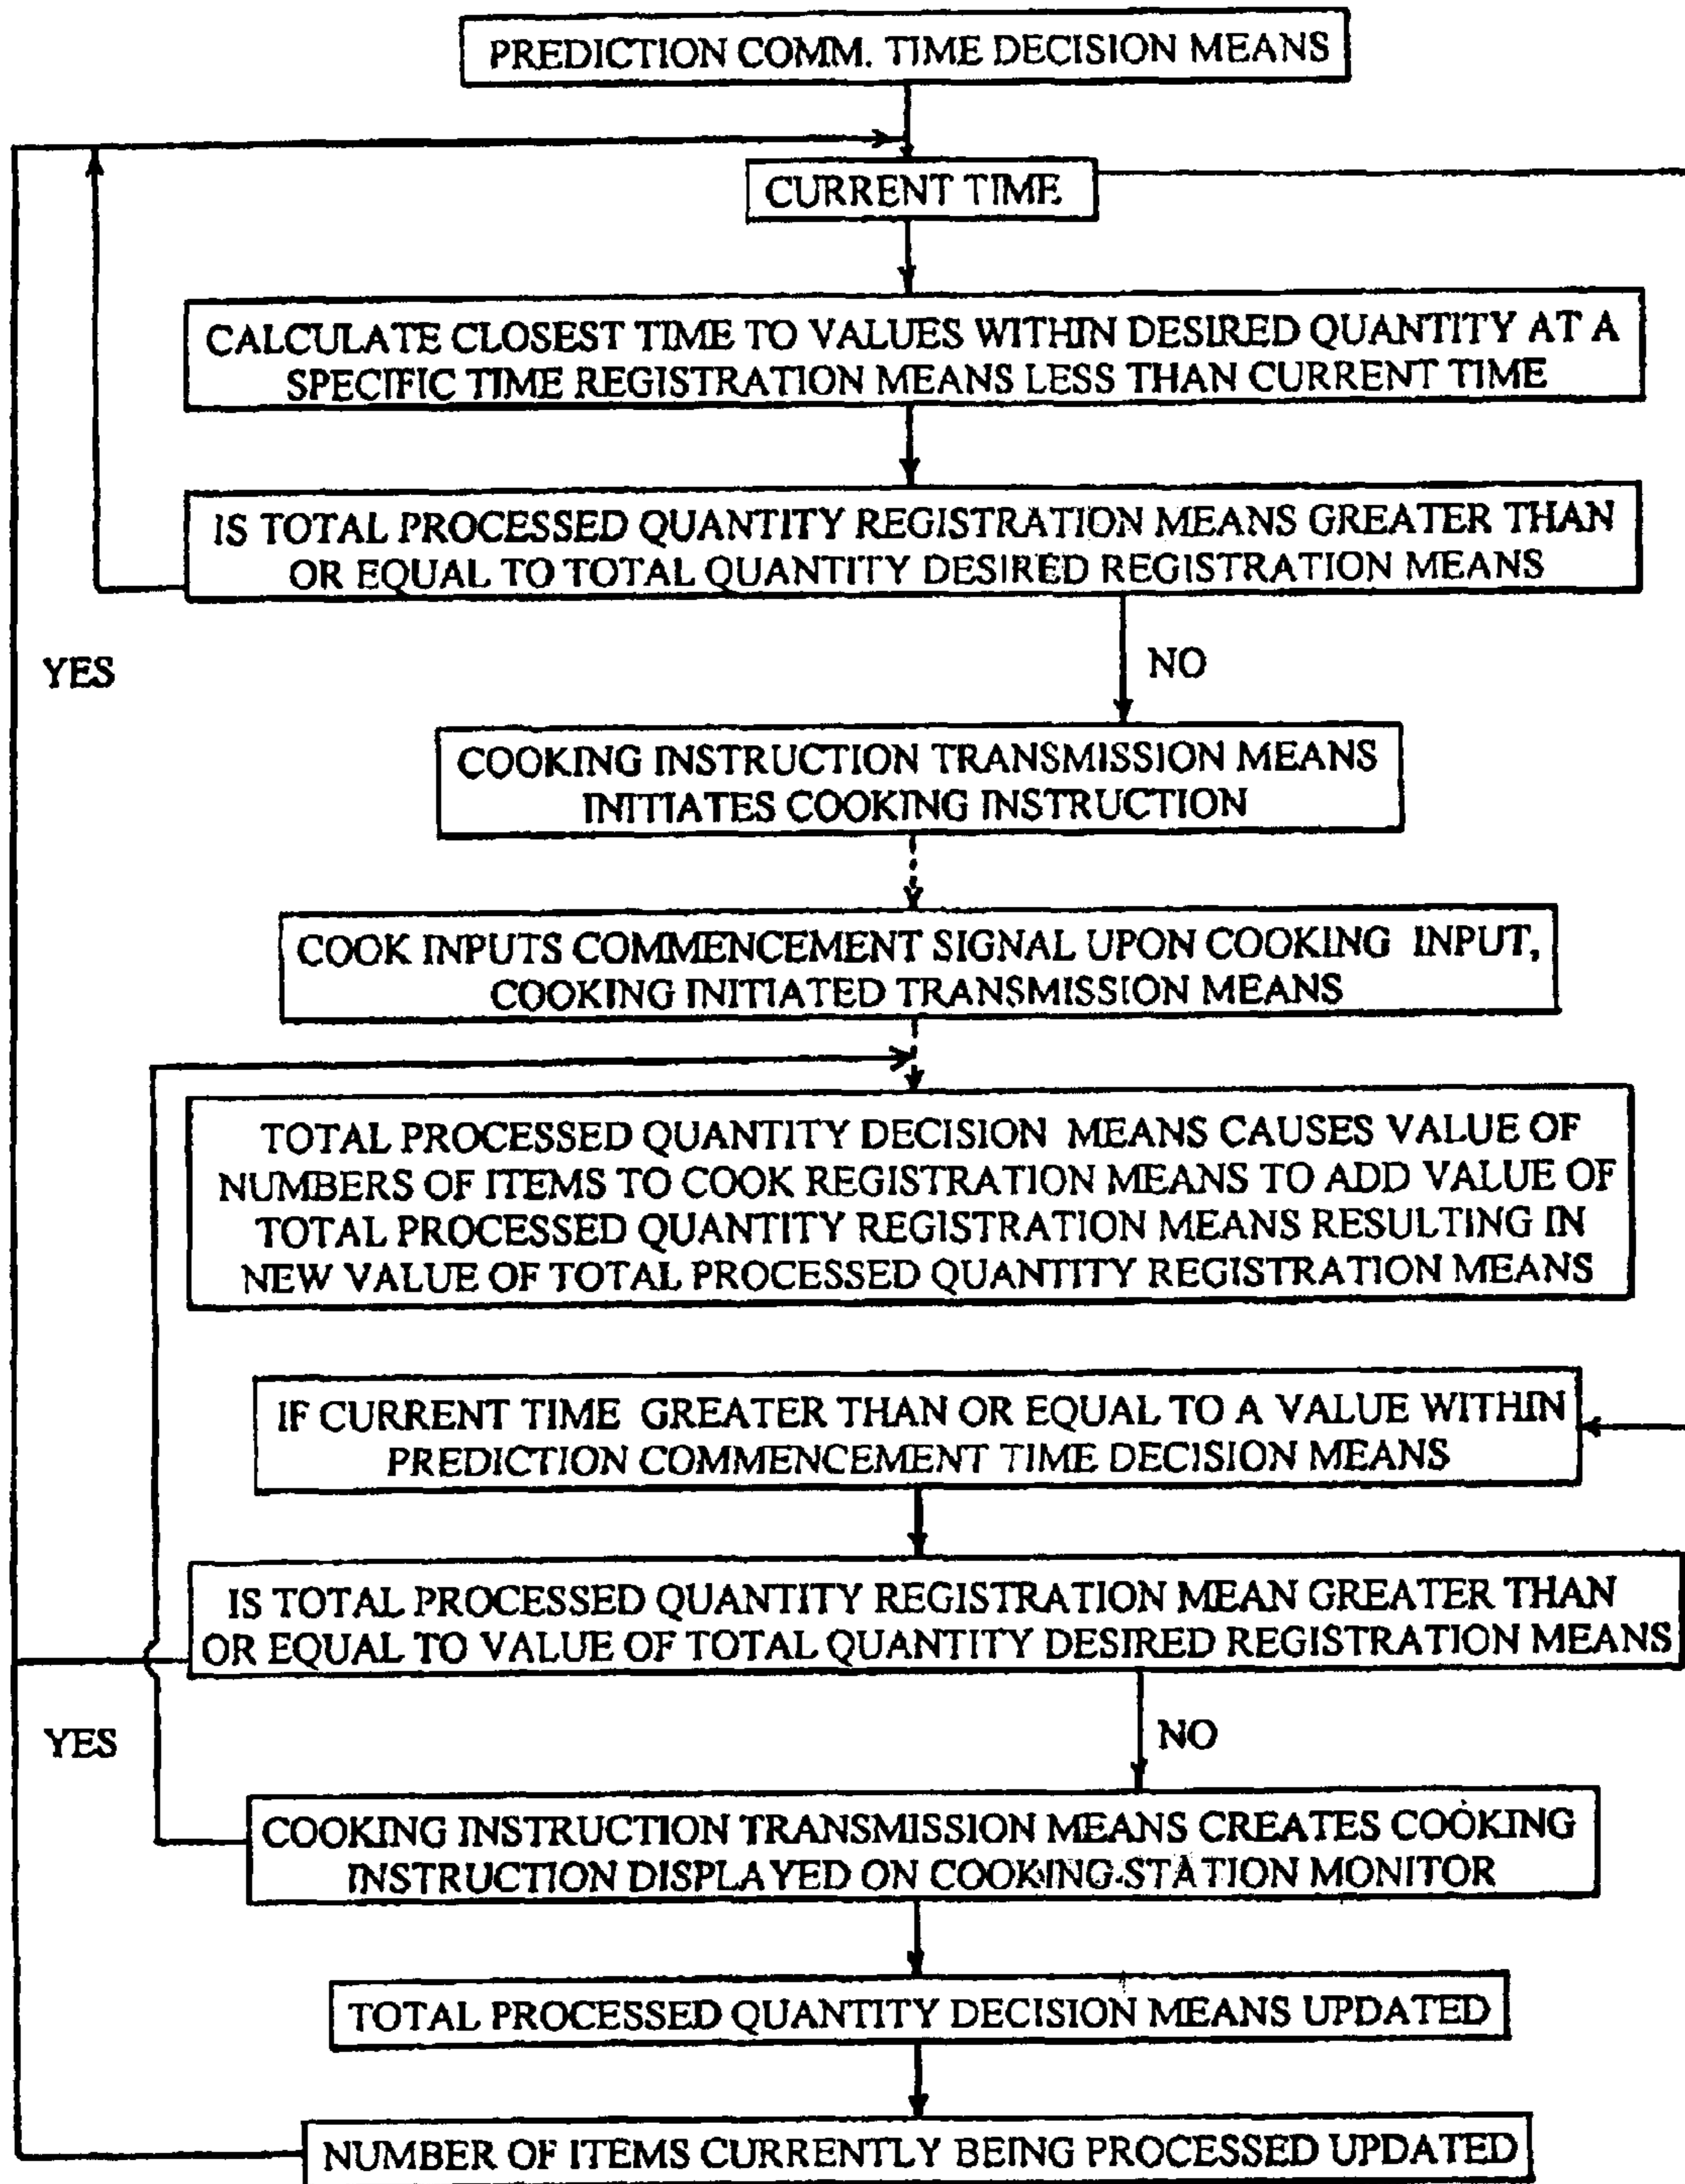 PREDICTION COMM. TIME DECISION MEANS
CURRENT TIME
CALCULATE CLOSEST TIME TO VALUES WITHIN DESIRED QUANTITY AT A
SPECIFIC TIME REGISTRATION MEANS LESS THAN CURRENT TIME
IS TOTAL PROCESSED QUANTITY REGISTRATION MEANS GREATER THAN
OR EQUAL TO TOTAL QUANTITY DESIRED REGISTRATION MEANS
YES
NO
COOKING INSTRUCTION TRANSMISSION MEANS
INITIATES COOKING INSTRUCTION
COOK INPUTS COMMENCEMENT SIGNAL UPON COOKING INPUT,
COOKING INITIATED TRANSMISSION MEANS
TOTAL PROCESSED QUANTITY DECISION MEANS CAUSES VALUE OF
NUMBERS OF ITEMS TO COOK REGISTRATION MEANS TO ADD VALUE OF
TOTAL PROCESSED QUANTITY REGISTRATION MEANS RESULTING IN
NEW VALUE OF TOTAL PROCESSED QUANTITY REGISTRATION MEANS
IF CURRENT TIME GREATER THAN OR EQUAL TO A VALUE WITHIN
PREDICTION COMMENCEMENT TIME DECISION MEANS
IS TOTAL PROCESSED QUANTITY REGISTRATION MEAN GREATER THAN
OR EQUAL TO VALUE OF TOTAL QUANTITY DESIRED REGISTRATION MEANS
YES
NO
COOKING INSTRUCTION TRANSMISSION MEANS CREATES COOKING
INSTRUCTION DISPLAYED ON COOKING-STATION MONITOR
TOTAL PROCESSED QUANTITY DECISION MEANS UPDATED
NUMBER OF ITEMS CURRENTLY BEING PROCESSED UPDATED